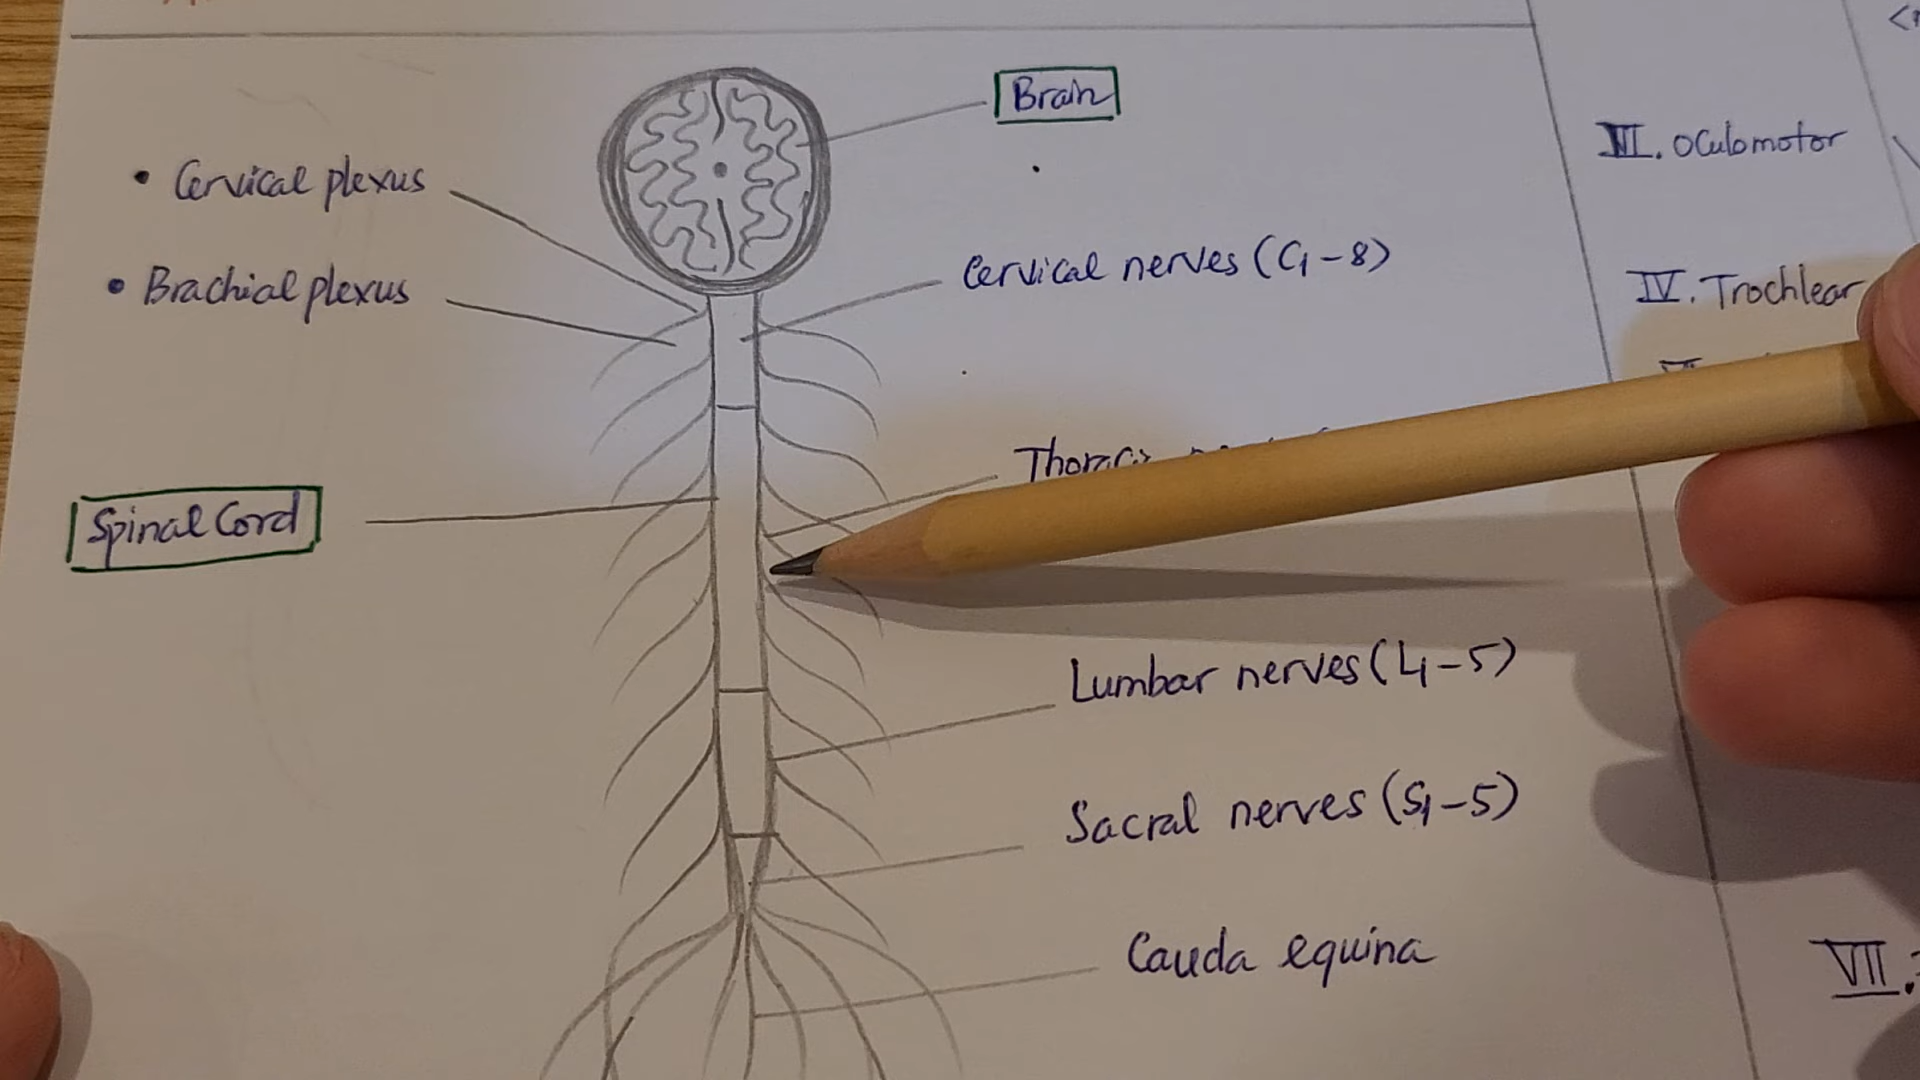 Brain
• Cervical plexus
Cervical nerves (C1-8)
• Brachial plexus
Spinal Cord
Lumbar nerves (L1-5)
Sacral nerves (S1-5)
Cauda equina
III. Oculomotor
IV. Trochlear
VII.